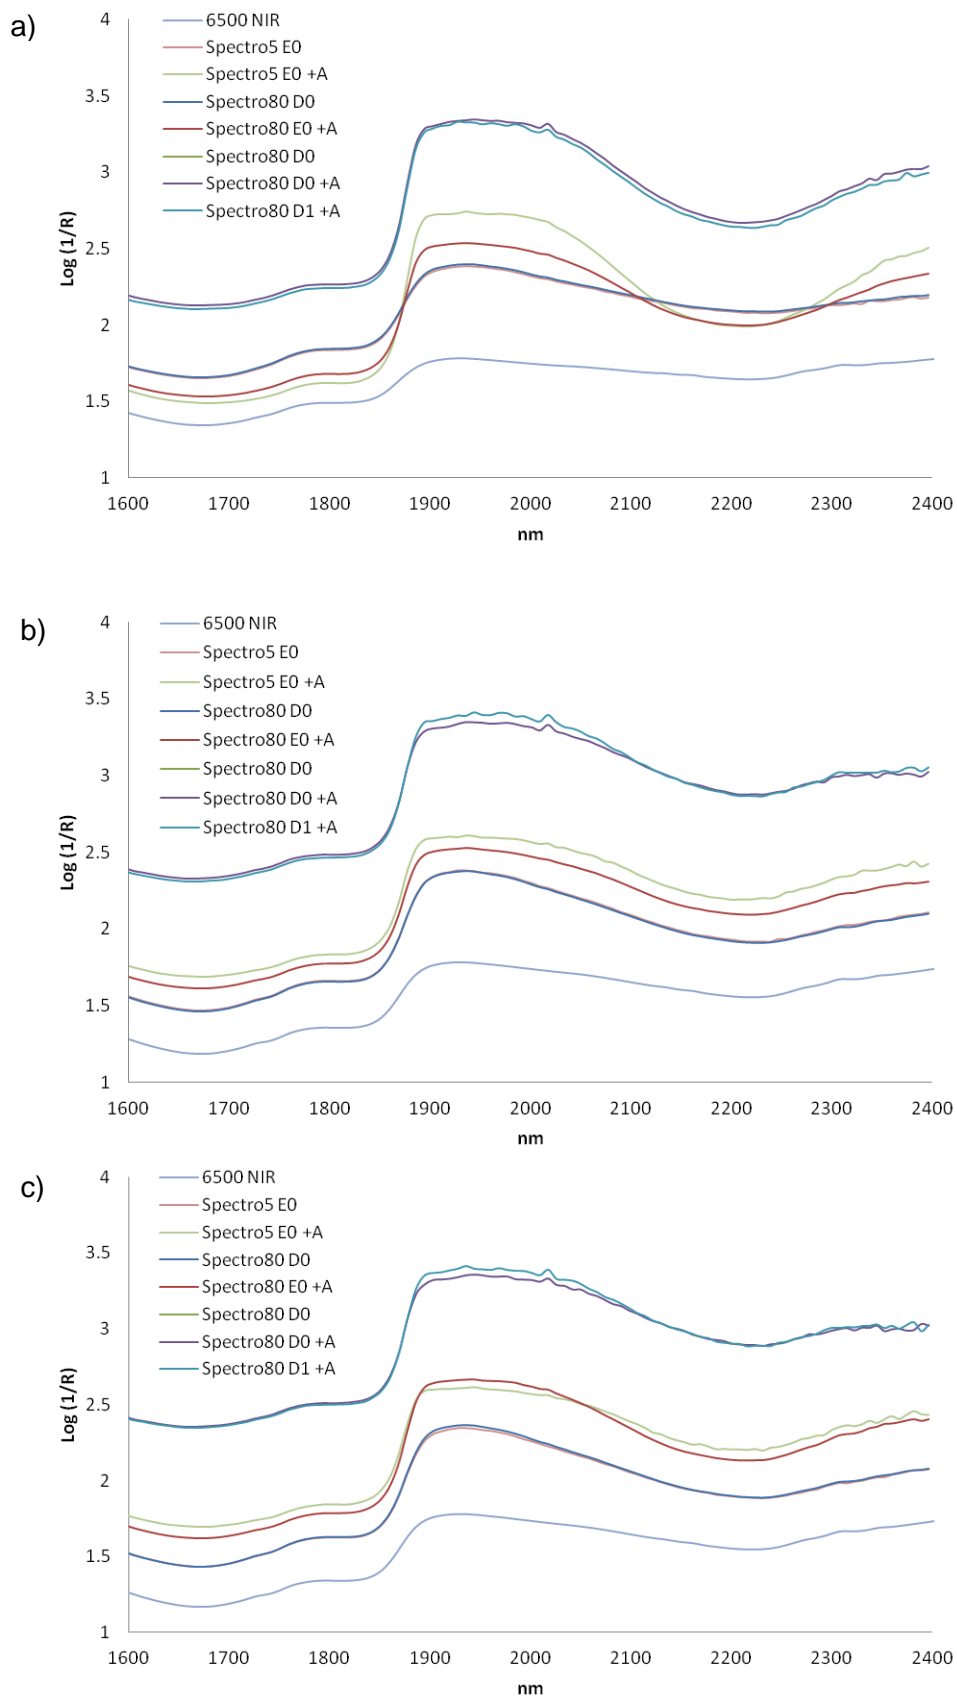 a)
4
3.5
3
2.5
2
1.5
1
Log (1/R)
6500 NIR
Spectro5 E0
Spectro5 E0 +A
Spectro80 D0
Spectro80 E0 +A
Spectro80 D0
Spectro80 D0 +A
Spectro80 D1 +A
1600 1700 1800 1900 2000 2100 2200 2300 2400
nm
b)
4
3.5
3
2.5
2
1.5
1
Log (1/R)
6500 NIR
Spectro5 E0
Spectro5 E0 +A
Spectro80 D0
Spectro80 E0 +A
Spectro80 D0
Spectro80 D0 +A
Spectro80 D1 +A
1600 1700 1800 1900 2000 2100 2200 2300 2400
nm
c)
4
3.5
3
2.5
2
1.5
1
Log (1/R)
6500 NIR
Spectro5 E0
Spectro5 E0 +A
Spectro80 D0
Spectro80 E0 +A
Spectro80 D0
Spectro80 D0 +A
Spectro80 D1 +A
1600 1700 1800 1900 2000 2100 2200 2300 2400
nm